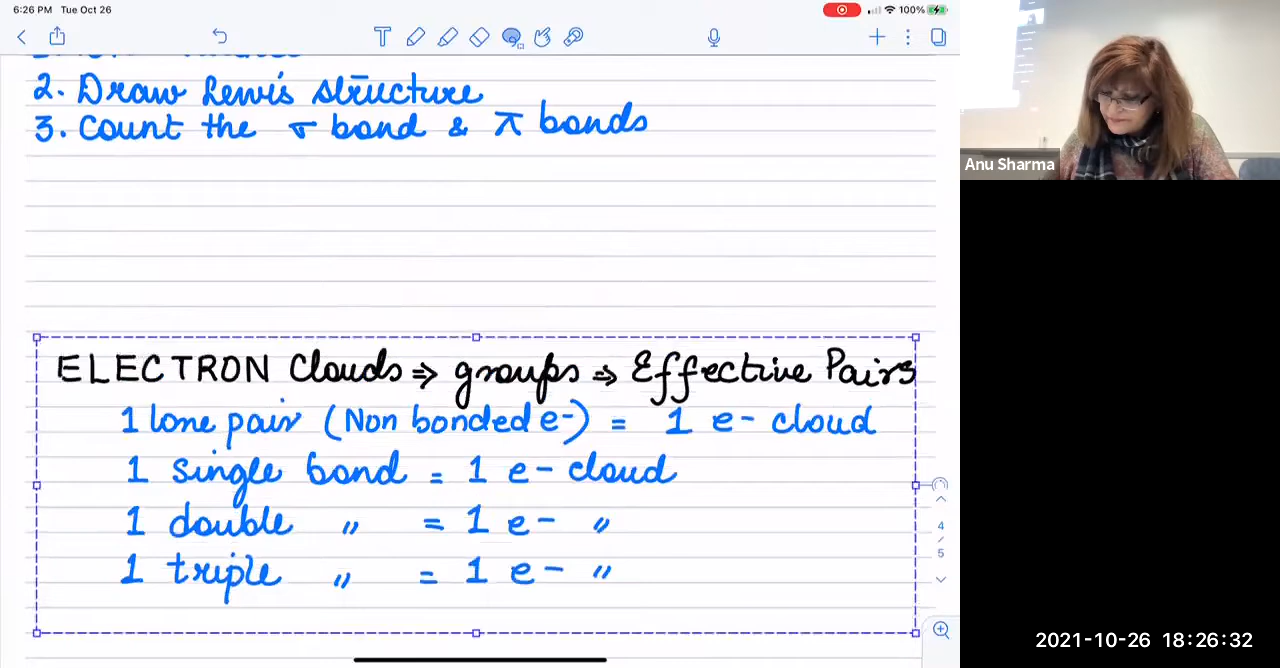 6:26 PM Tue Oct 26
100%
2. Draw Lewis structure
3. Count the σ bond & π bonds
Anu Sharma
ELECTRON Clouds ⇒ groups ⇒ Effective Pairs
1 lone pair (Non bonded e-) = 1 e- cloud
1 single bond = 1 e- cloud
1 double 〃 = 1 e- 〃
1 triple 〃 = 1 e- 〃
4
/
5
2021-10-26 18:26:32